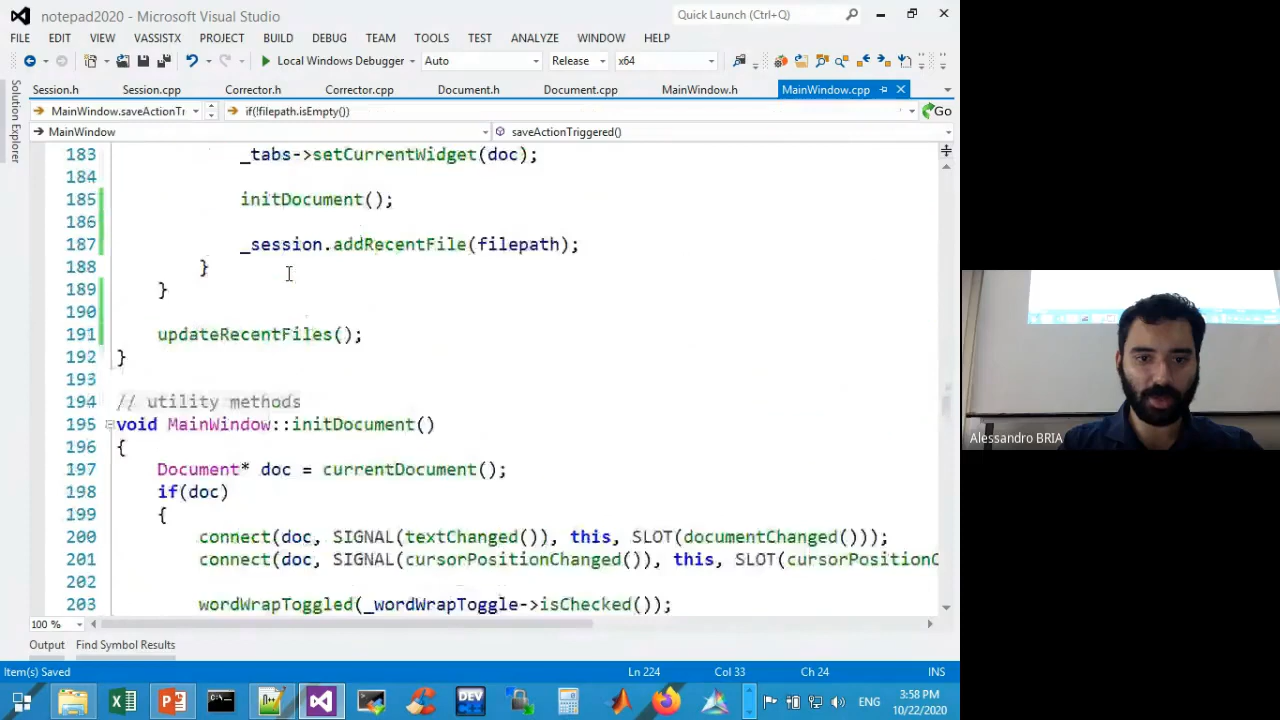 notepad2020 - Microsoft Visual Studio
Quick Launch (Ctrl+Q)
FILE EDIT VIEW VASSISTX PROJECT BUILD DEBUG TEAM TOOLS TEST ANALYZE WINDOW HELP
Local Windows Debugger Auto Release x64
Solution Explorer
Session.h Session.cpp Corrector.h Corrector.cpp Document.h Document.cpp MainWindow.h MainWindow.cpp
MainWindow.saveActionTr if(!filepath.isEmpty()) Go
MainWindow saveActionTriggered()
183 _tabs->setCurrentWidget(doc);
184
185 initDocument();
186
187 _session.addRecentFile(filepath);
188 }
189 }
190
191 updateRecentFiles();
192 }
193
194 // utility methods
195 void MainWindow::initDocument()
196 {
197 Document* doc = currentDocument();
198 if(doc)
199 {
200 connect(doc, SIGNAL(textChanged()), this, SLOT(documentChanged()));
201 connect(doc, SIGNAL(cursorPositionChanged()), this, SLOT(cursorPositionC
202
203 wordWrapToggled(_wordWrapToggle->isChecked());
100 %
Output Find Symbol Results
Item(s) Saved Ln 224 Col 33 Ch 24 INS
DEV
ENG
3:58 PM
10/22/2020
Alessandro BRIA